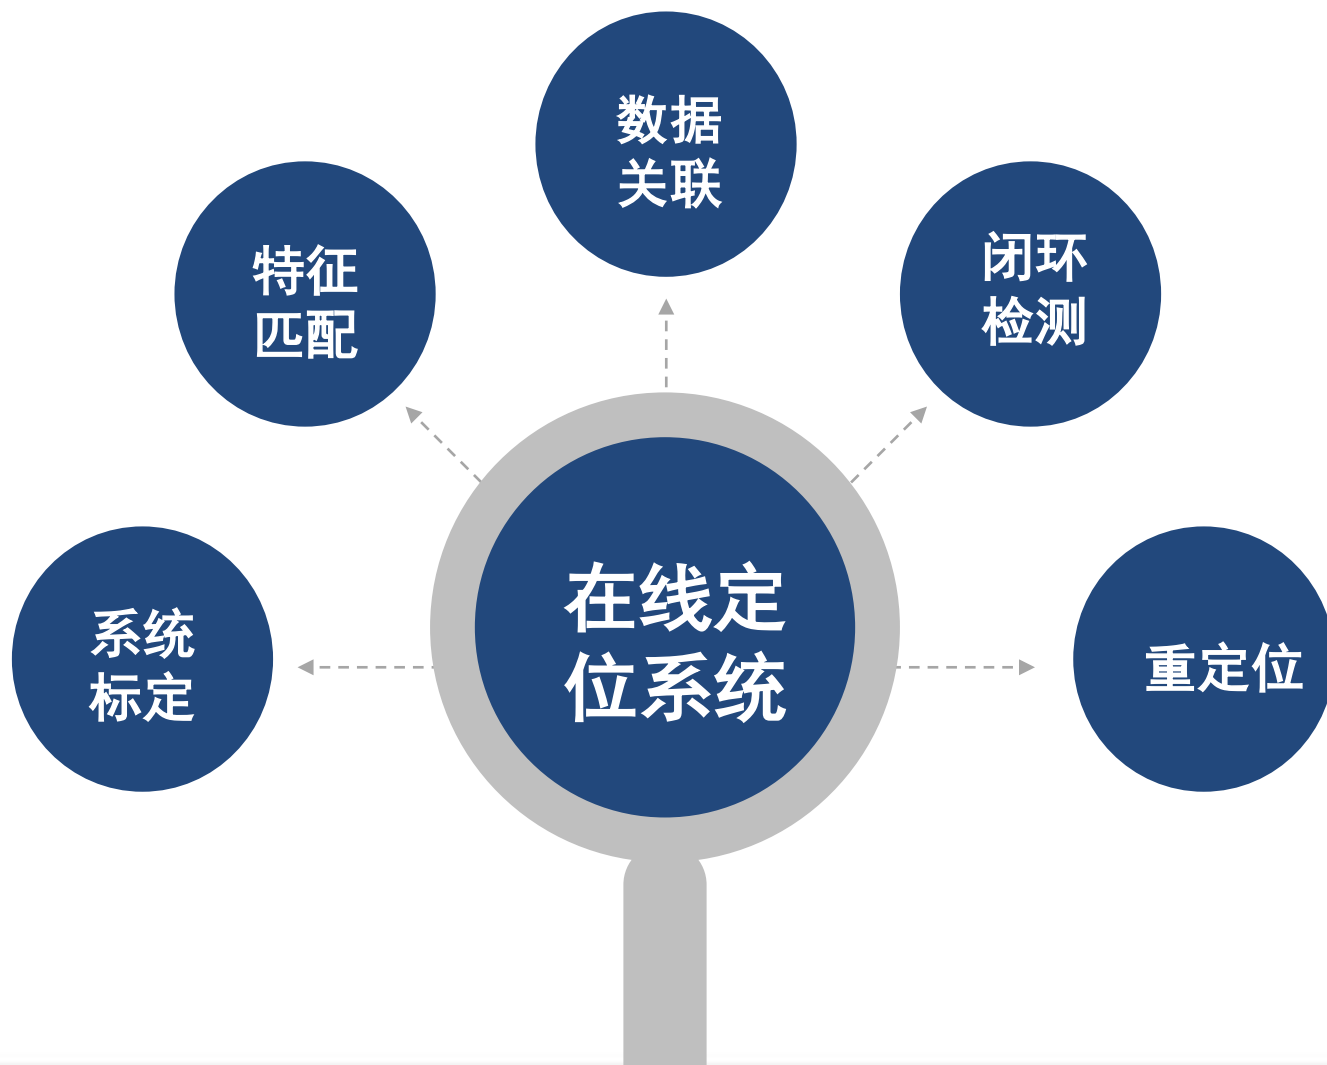 数据
关联
特征
匹配
闭环
检测
在线定
位系统
系统
标定
重定位